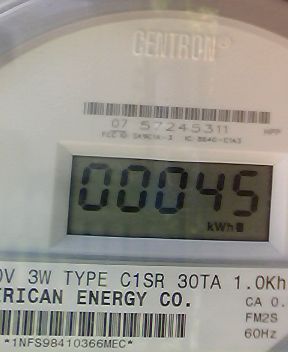 CENTRON®
07 57245311
00045
kWh
0V 3W TYPE C1SR 30TA 1.0Kh
ERICAN ENERGY CO.
CA 0.
FM2S
60Hz
*1NFS98410366MEC*